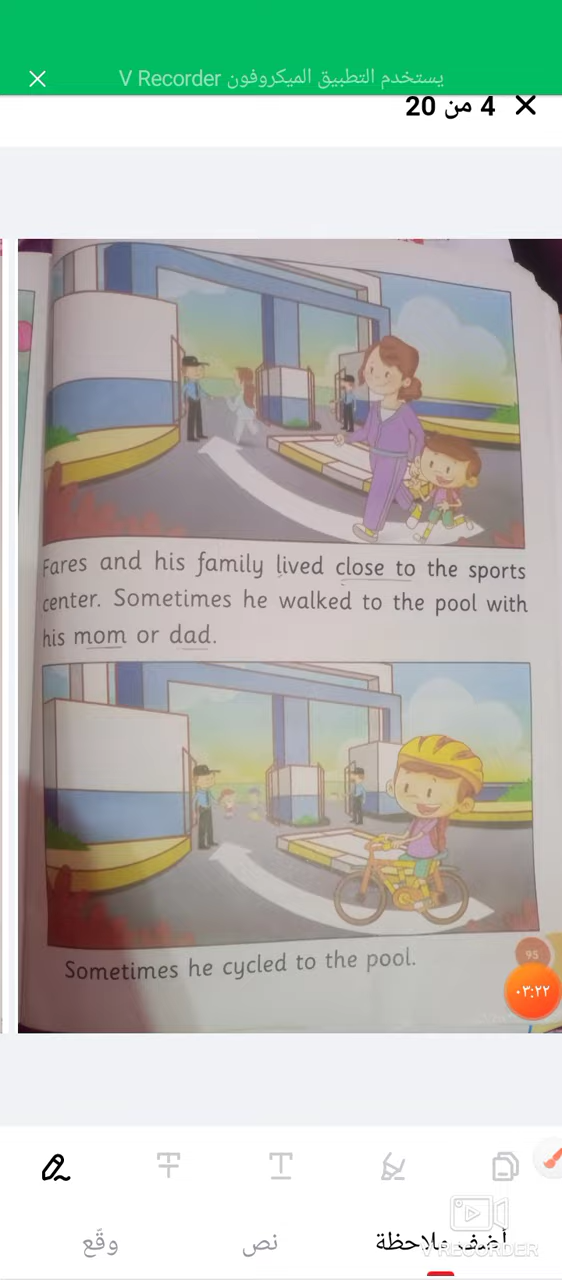 يستخدم التطبيق الميكروفون V Recorder
4 من 20
Fares and his family lived close to the sports
center. Sometimes he walked to the pool with
his mom or dad.
Sometimes he cycled to the pool.
95
٠٣:٢٢
أضف ملاحظة
نص
وقّع
V RECORDER